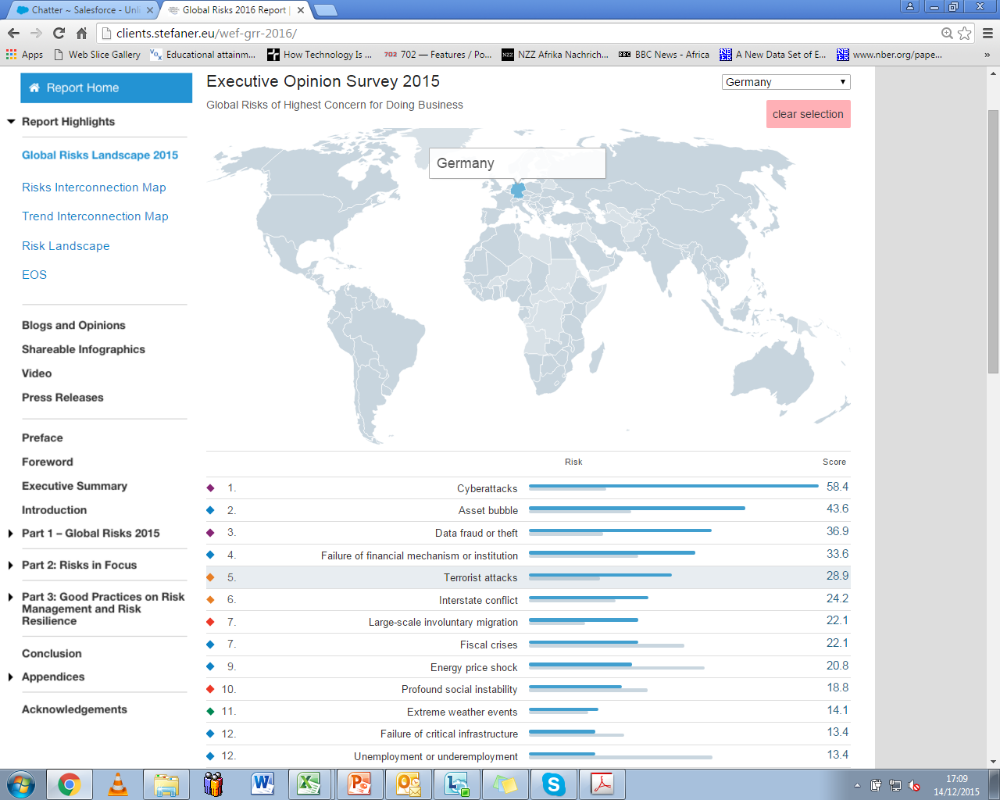 Chatter ~ Salesforce - Unli
Global Risks 2016 Report |
clients.stefaner.eu/wef-grr-2016/
Apps
Web Slice Gallery
Vox
Educational attainm...
How Technology Is ...
702
702 — Features / Po...
NZZ
NZZ Afrika Nachrich...
BBC
BBC News - Africa
NBER
A New Data Set of E...
NBER
www.nber.org/pape...
»
Report Home
Report Highlights
Global Risks Landscape 2015
Risks Interconnection Map
Trend Interconnection Map
Risk Landscape
EOS
Blogs and Opinions
Shareable Infographics
Video
Press Releases
Preface
Foreword
Executive Summary
Introduction
Part 1 – Global Risks 2015
Part 2: Risks in Focus
Part 3: Good Practices on Risk
Management and Risk
Resilience
Conclusion
Appendices
Acknowledgements
Executive Opinion Survey 2015
Global Risks of Highest Concern for Doing Business
Germany
clear selection
Germany
Risk Score
1. Cyberattacks 58.4
2. Asset bubble 43.6
3. Data fraud or theft 36.9
4. Failure of financial mechanism or institution 33.6
5. Terrorist attacks 28.9
6. Interstate conflict 24.2
7. Large-scale involuntary migration 22.1
7. Fiscal crises 22.1
9. Energy price shock 20.8
10. Profound social instability 18.8
11. Extreme weather events 14.1
12. Failure of critical infrastructure 13.4
12. Unemployment or underemployment 13.4
17:09
14/12/2015